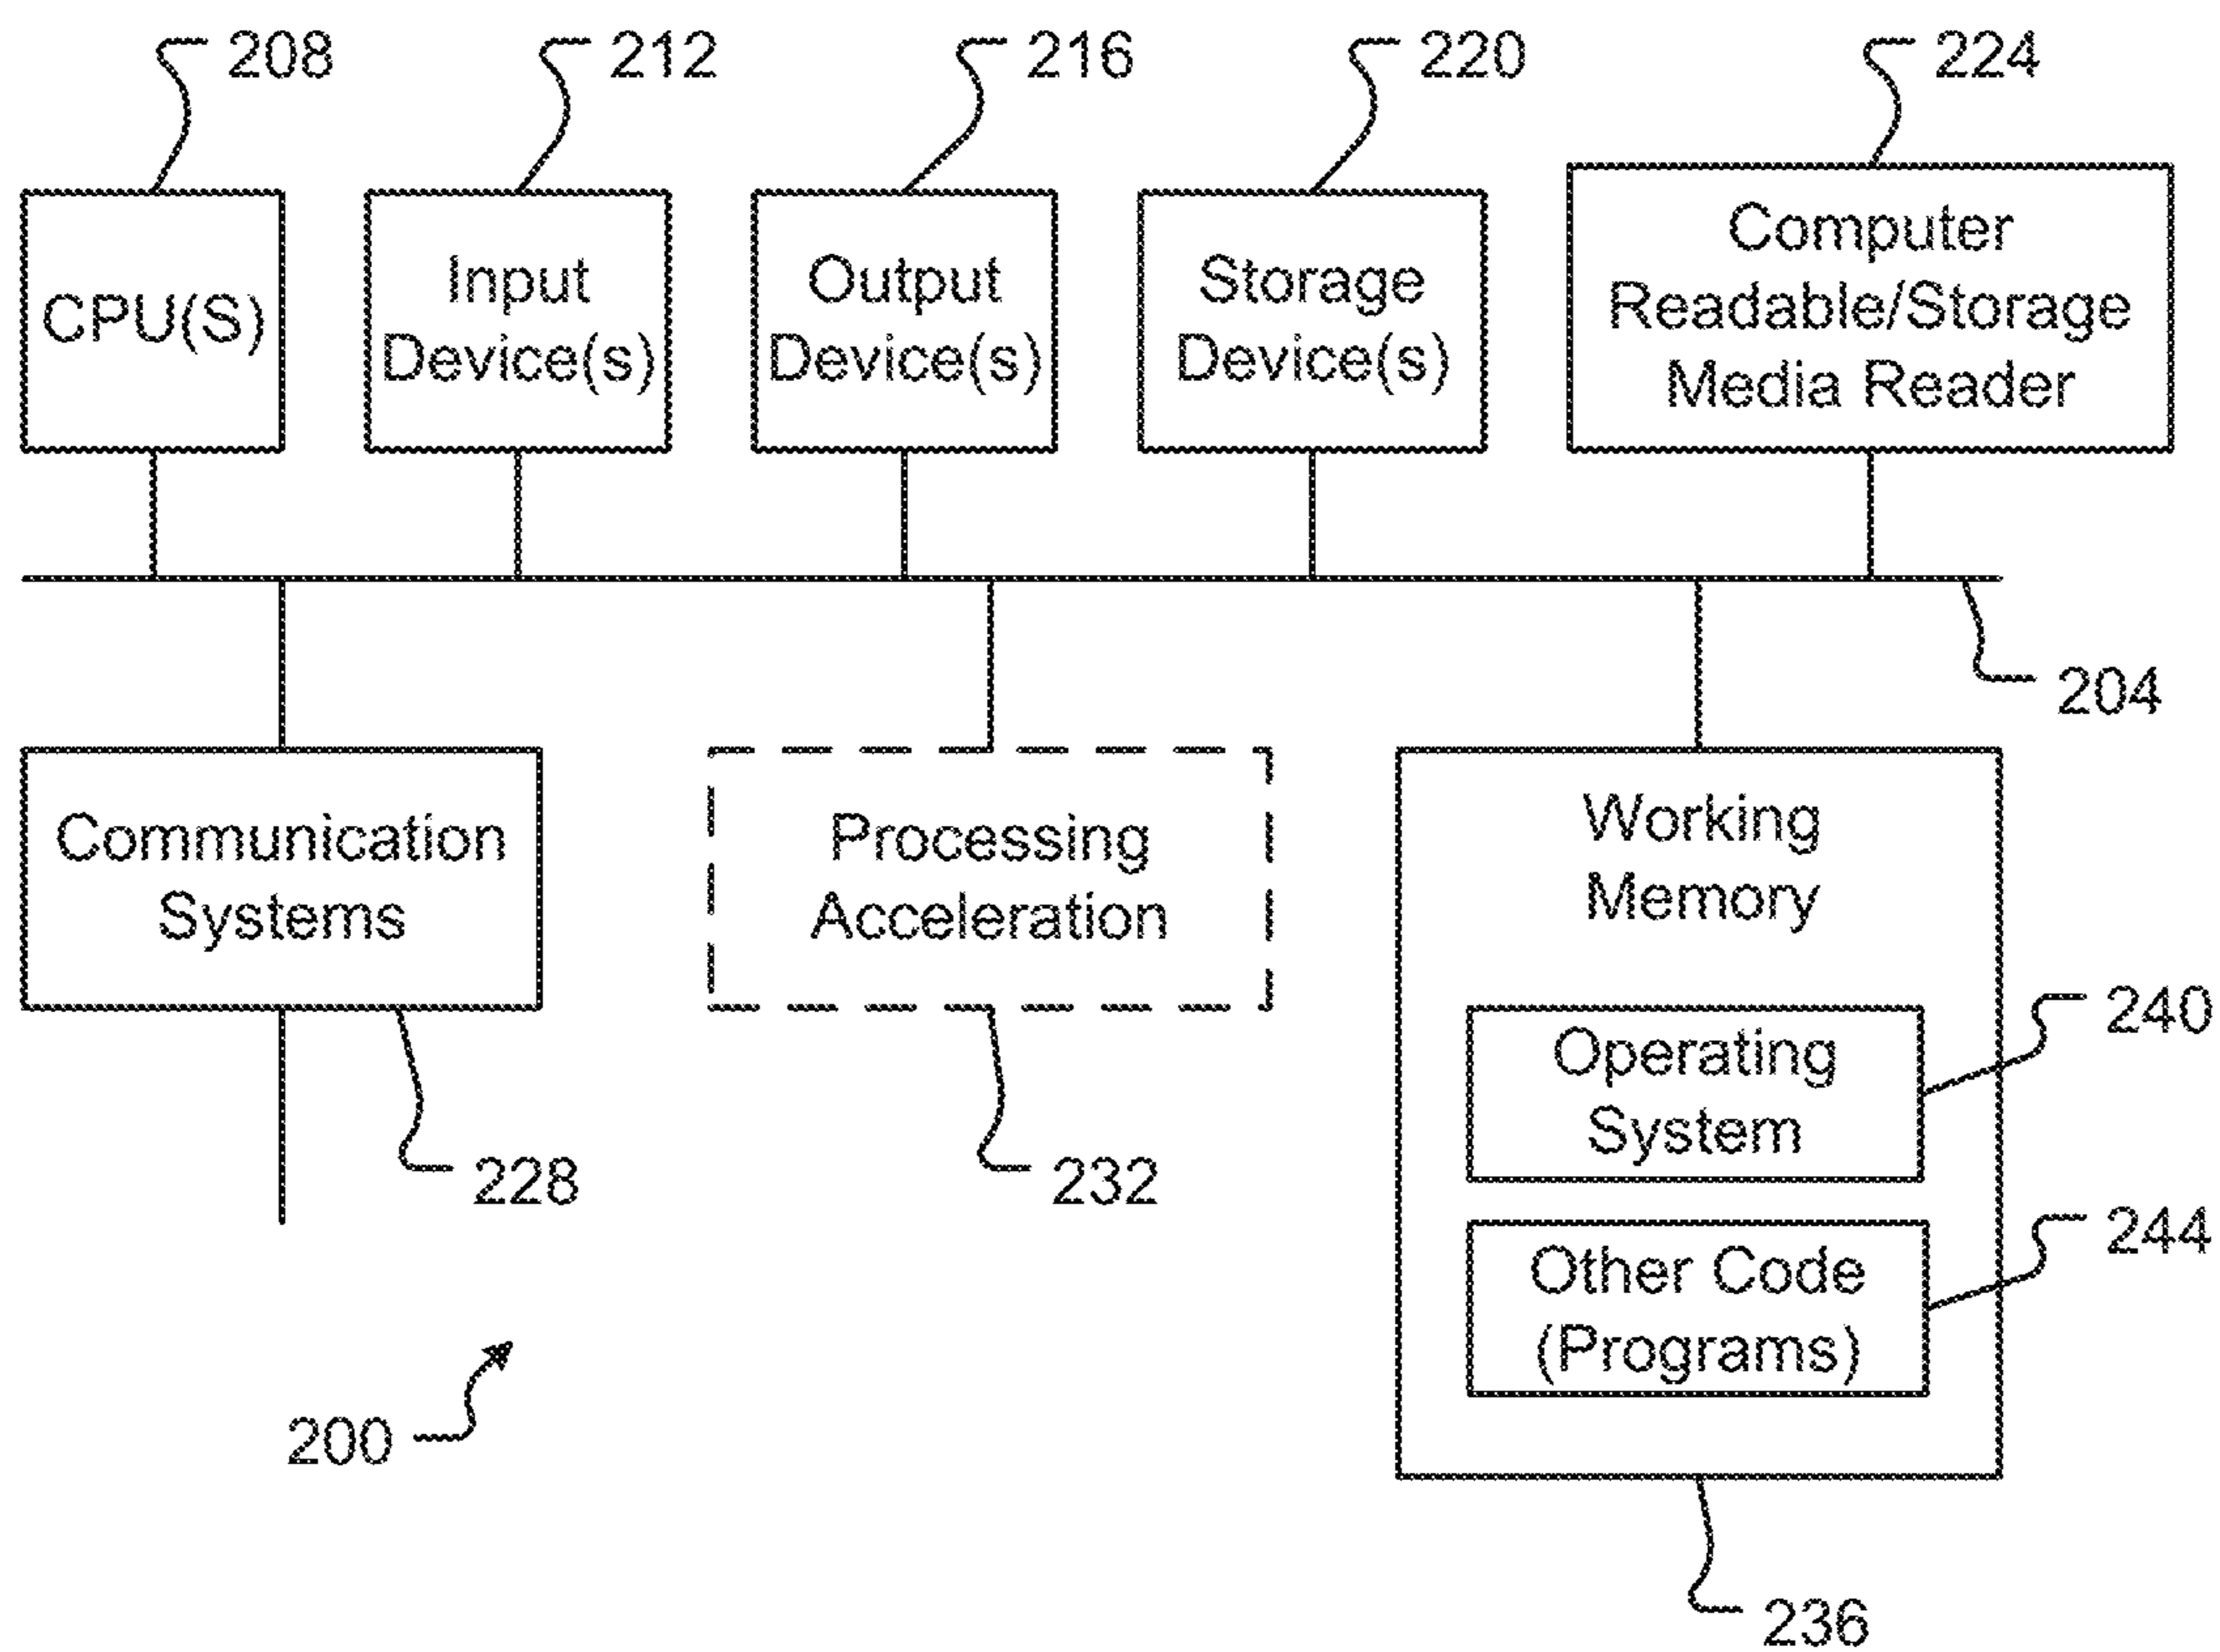 208
212
216
220
224
CPU(S)
Input
Device(s)
Output
Device(s)
Storage
Device(s)
Computer
Readable/Storage
Media Reader
204
Communication
Systems
Processing
Acceleration
Working
Memory
Operating
System
240
228
232
Other Code
(Programs)
244
200
236